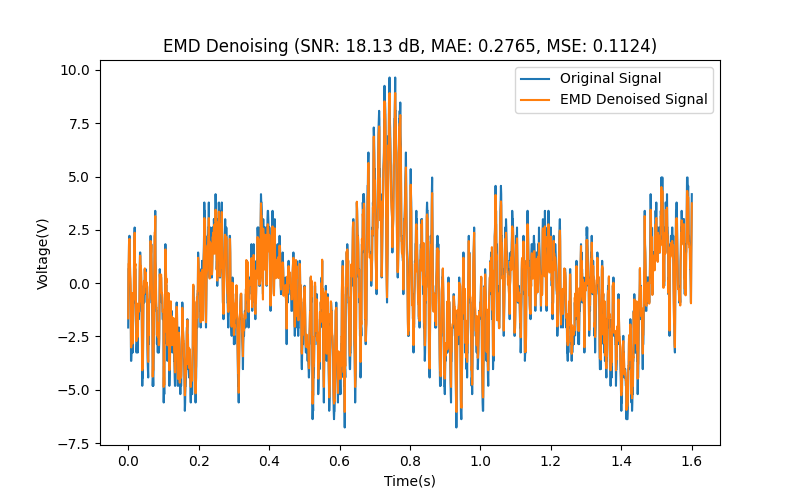 EMD Denoising (SNR: 18.13 dB, MAE: 0.2765, MSE: 0.1124)
Original Signal
EMD Denoised Signal
10.0
7.5
5.0
2.5
0.0
−2.5
−5.0
−7.5
Voltage(V)
0.0 0.2 0.4 0.6 0.8 1.0 1.2 1.4 1.6
Time(s)